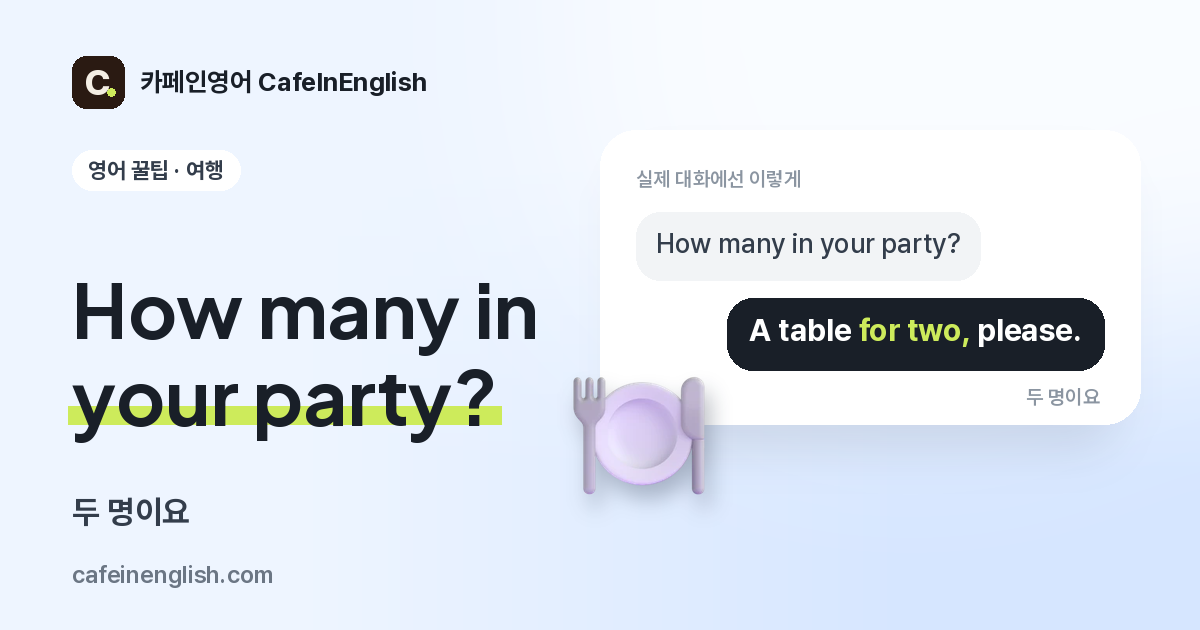 C
카페인영어 CafeInEnglish
영어 꿀팁 · 여행
How many in
your party?
두 명이요
cafeinenglish.com
실제 대화에선 이렇게
How many in your party?
A table for two, please.
두 명이요